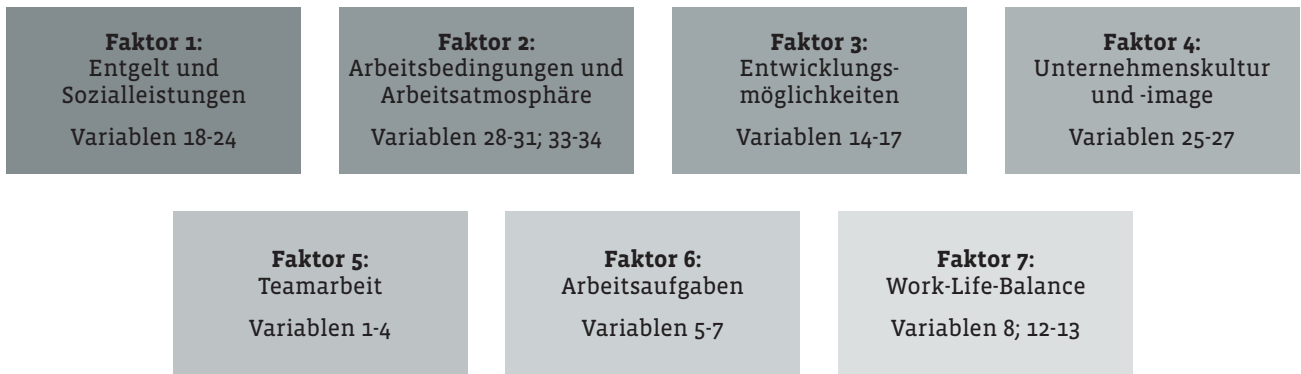 Faktor 1:
Entgelt und
Sozialleistungen
Variablen 18-24
Faktor 2:
Arbeitsbedingungen und
Arbeitsatmosphäre
Variablen 28-31; 33-34
Faktor 3:
Entwicklungs-
möglichkeiten
Variablen 14-17
Faktor 4:
Unternehmenskultur
und -image
Variablen 25-27
Faktor 5:
Teamarbeit
Variablen 1-4
Faktor 6:
Arbeitsaufgaben
Variablen 5-7
Faktor 7:
Work-Life-Balance
Variablen 8; 12-13